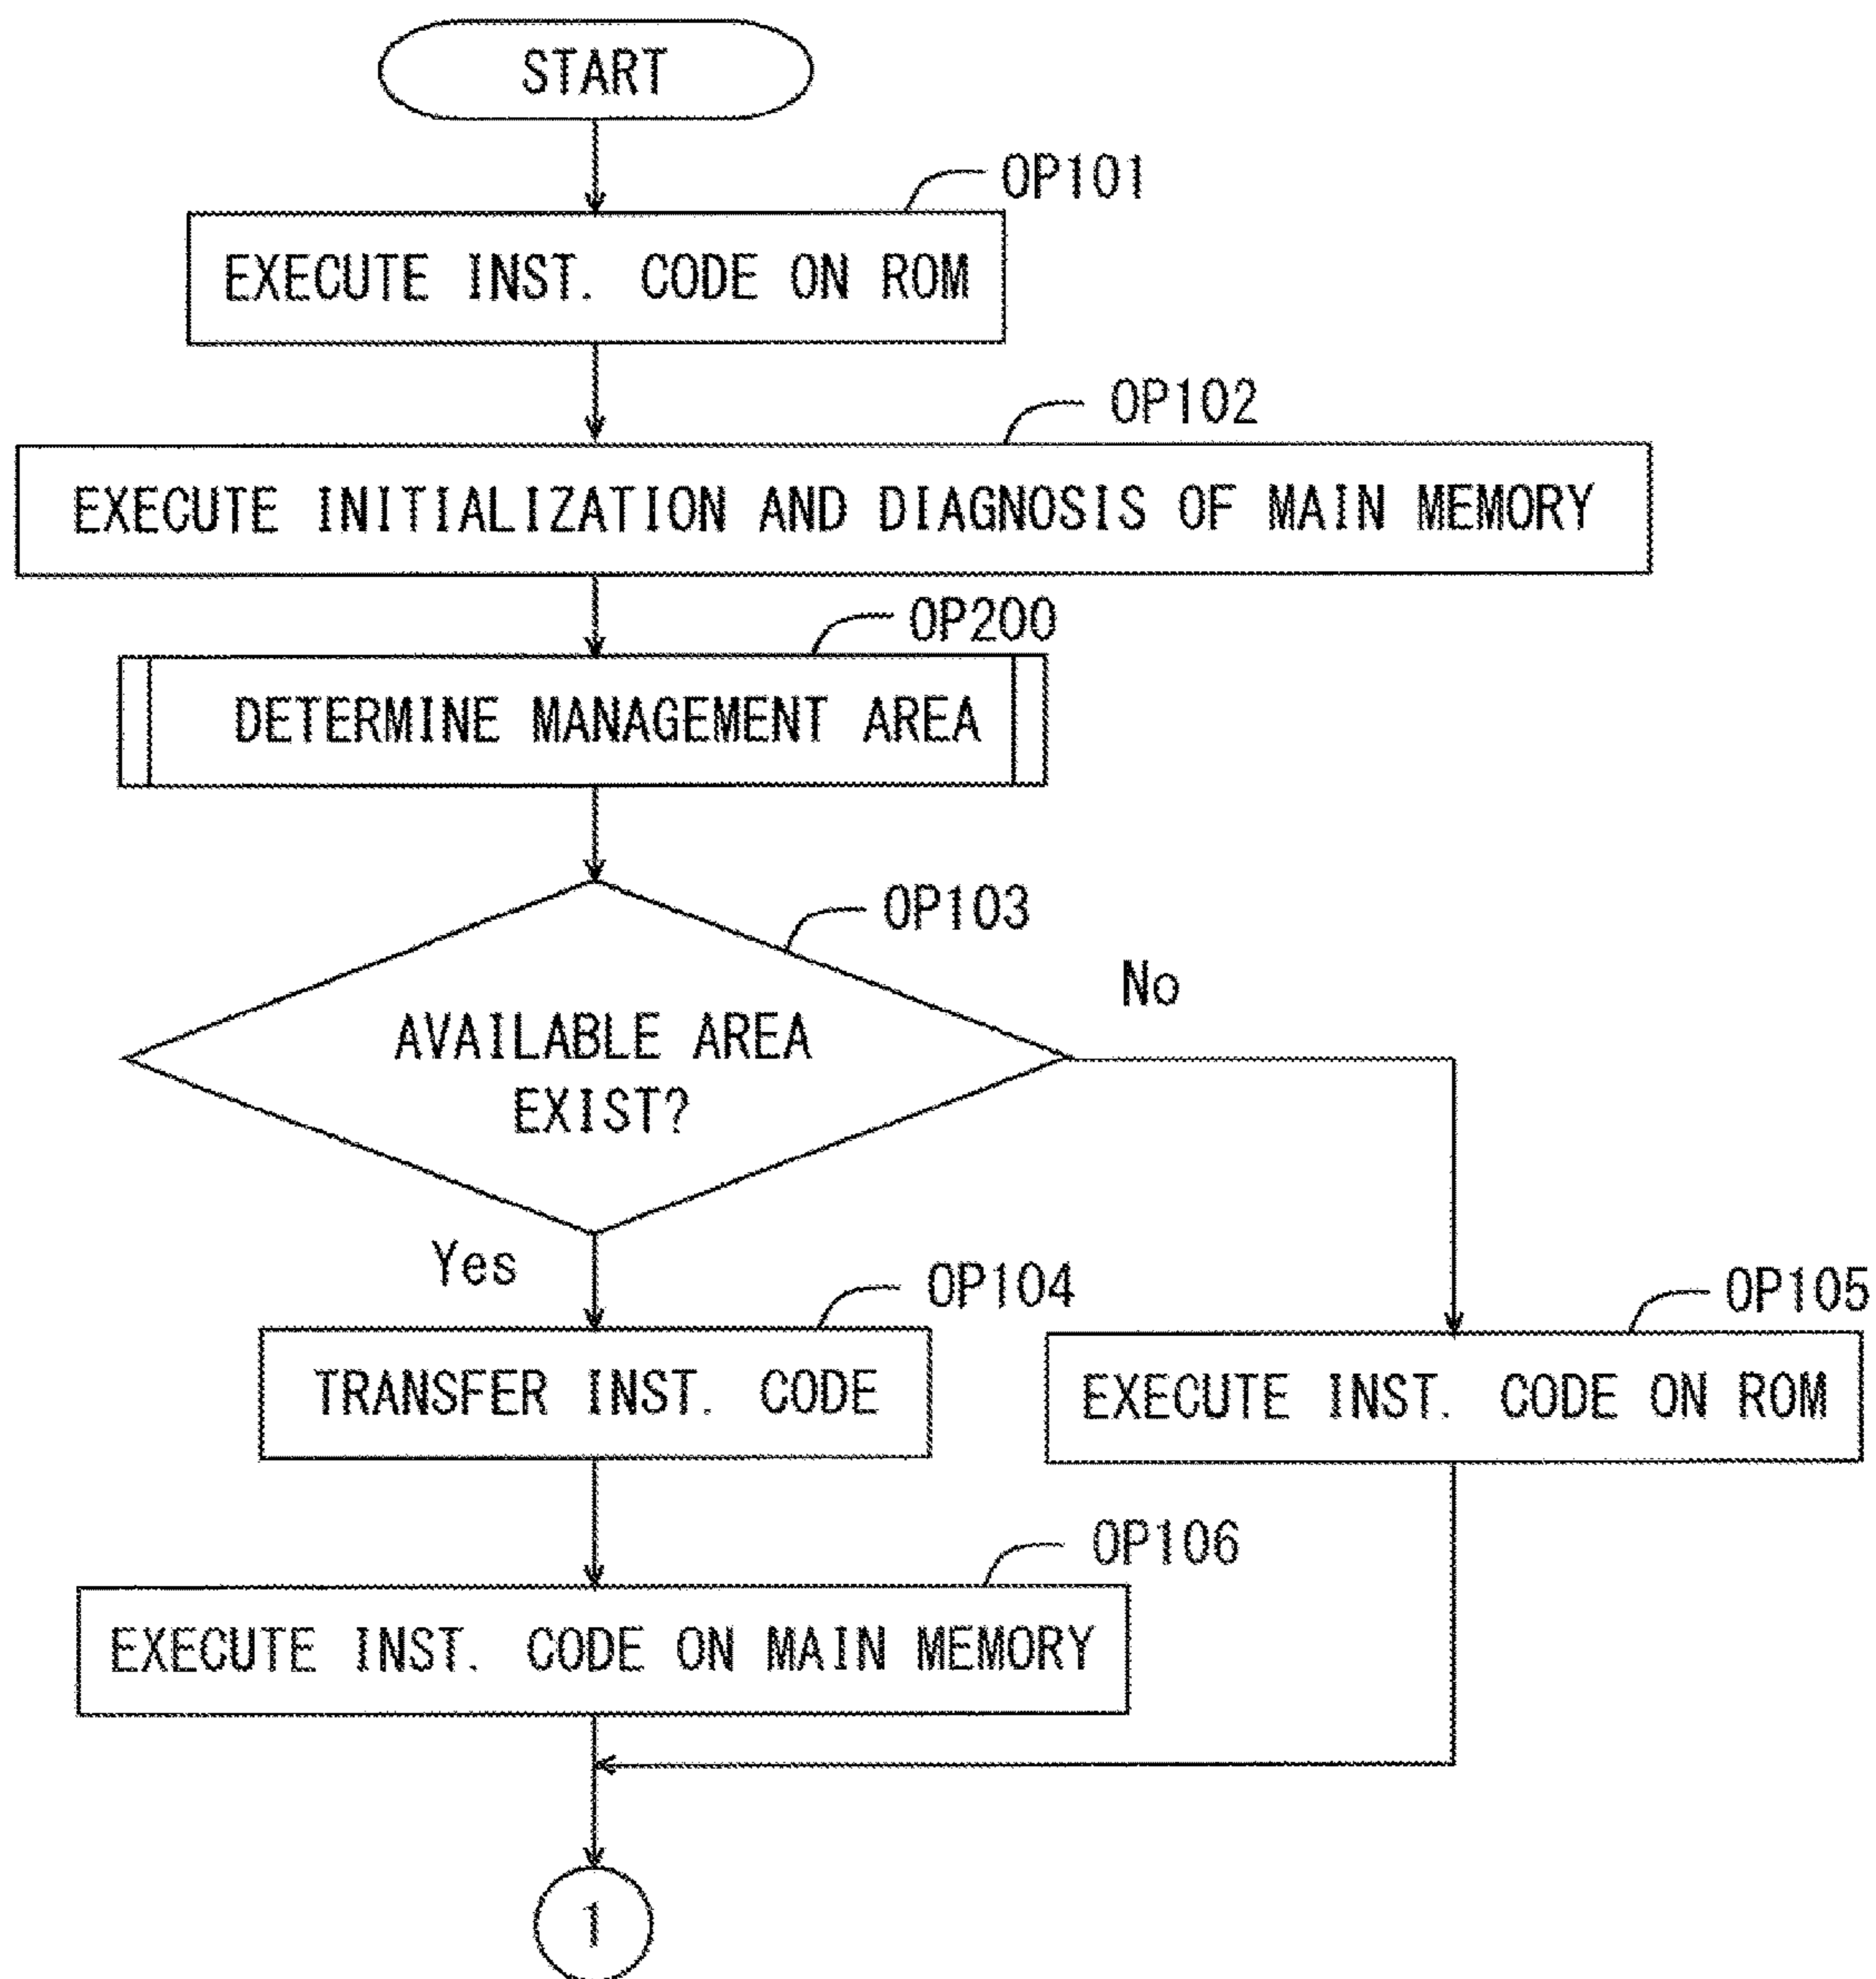 START
OP101
EXECUTE INST. CODE ON ROM
OP102
EXECUTE INITIALIZATION AND DIAGNOSIS OF MAIN MEMORY
OP200
DETERMINE MANAGEMENT AREA
OP103
No
AVAILABLE AREA
EXIST?
Yes
OP104
OP105
TRANSFER INST. CODE
EXECUTE INST. CODE ON ROM
OP106
EXECUTE INST. CODE ON MAIN MEMORY
1